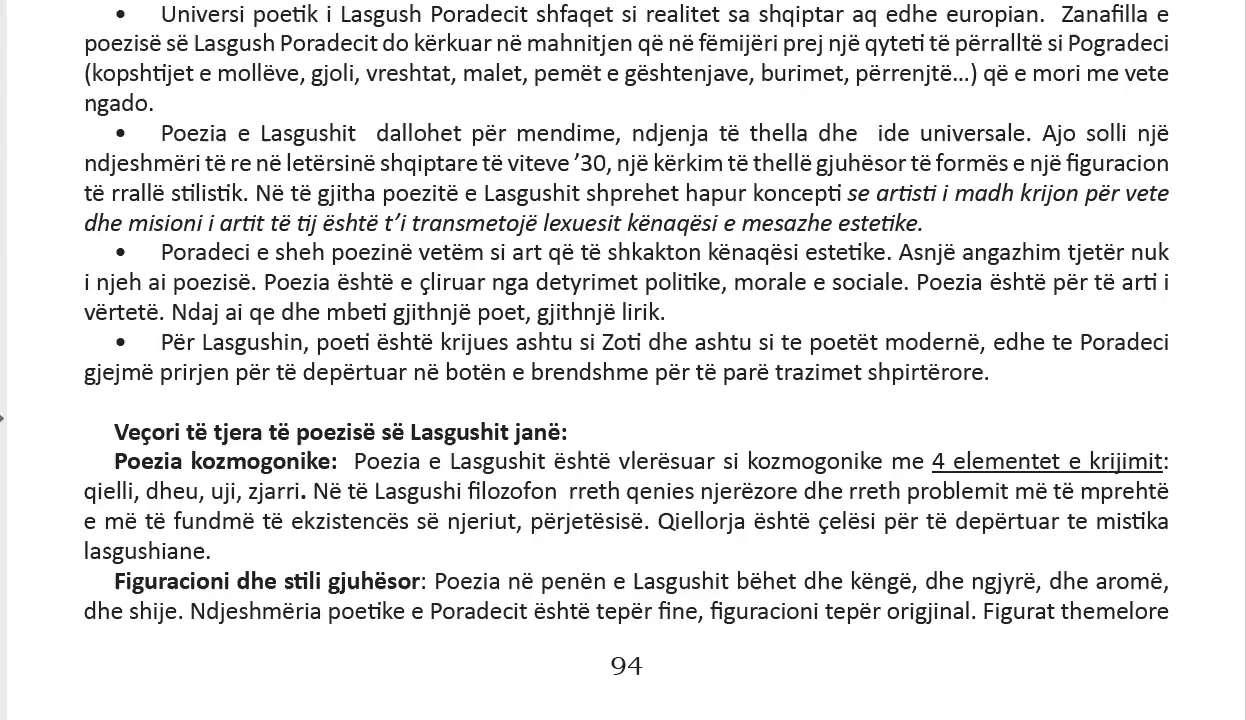 • Universi poetik i Lasgush Poradecit shfaqet si realitet sa shqiptar aq edhe europian. Zanafilla e
poezisë së Lasgush Poradecit do kërkuar në mahnitjen që në fëmijëri prej një qyteti të përralltë si Pogradeci
(kopshtijet e mollëve, gjoli, vreshtat, malet, pemët e gështenjave, burimet, përrenjtë…) që e mori me vete
ngado.
• Poezia e Lasgushit dallohet për mendime, ndjenja të thella dhe ide universale. Ajo solli një
ndjeshmëri të re në letërsinë shqiptare të viteve ’30, një kërkim të thellë gjuhësor të formës e një figuracion
të rrallë stilistik. Në të gjitha poezitë e Lasgushit shprehet hapur koncepti se artisti i madh krijon për vete
dhe misioni i artit të tij është t’i transmetojë lexuesit kënaqësi e mesazhe estetike.
• Poradeci e sheh poezinë vetëm si art që të shkakton kënaqësi estetike. Asnjë angazhim tjetër nuk
i njeh ai poezisë. Poezia është e çliruar nga detyrimet politike, morale e sociale. Poezia është për të arti i
vërtetë. Ndaj ai qe dhe mbeti gjithnjë poet, gjithnjë lirik.
• Për Lasgushin, poeti është krijues ashtu si Zoti dhe ashtu si te poetët modernë, edhe te Poradeci
gjejmë prirjen për të depërtuar në botën e brendshme për të parë trazimet shpirtërore.
Veçori të tjera të poezisë së Lasgushit janë:
Poezia kozmogonike: Poezia e Lasgushit është vlerësuar si kozmogonike me 4 elementet e krijimit:
qielli, dheu, uji, zjarri. Në të Lasgushi filozofon rreth qenies njerëzore dhe rreth problemit më të mprehtë
e më të fundmë të ekzistencës së njeriut, përjetësisë. Qiellorja është çelësi për të depërtuar te mistika
lasgushiane.
Figuracioni dhe stili gjuhësor: Poezia në penën e Lasgushit bëhet dhe këngë, dhe ngjyrë, dhe aromë,
dhe shije. Ndjeshmëria poetike e Poradecit është tepër fine, figuracioni tepër origjinal. Figurat themelore
94